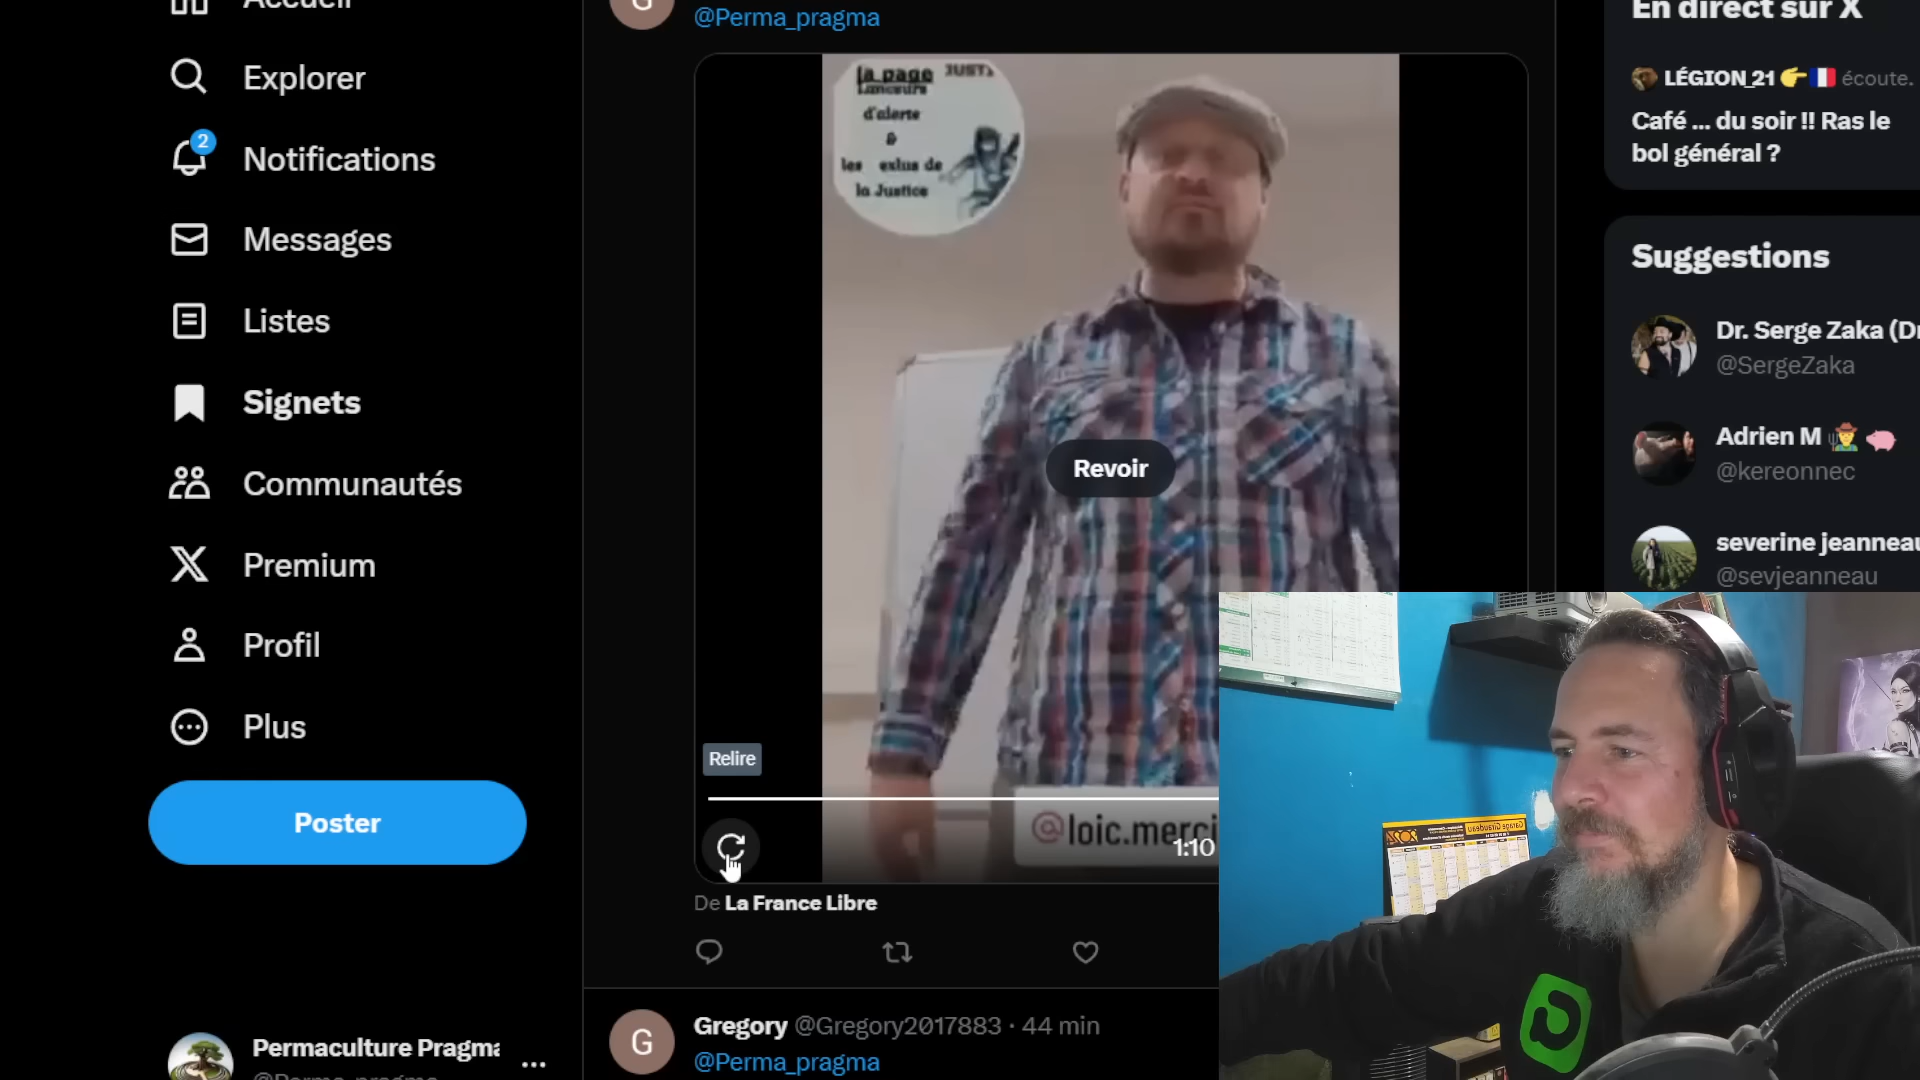 Accueil
Explorer
2
Notifications
Messages
Listes
Signets
Communautés
Premium
Profil
Plus
Poster
Permaculture Pragma
G
@Perma_pragma
la page
Lanceurs
d'alerte
&
les exlus de
la Justice
Revoir
Relire
@loic.merci
1:10
De La France Libre
G
Gregory @Gregory2017883 · 44 min
@Perma_pragma
En direct sur X
LÉGION_21 👉🇫🇷 écoute.
Café ... du soir !! Ras le
bol général ?
Suggestions
Dr. Serge Zaka (Dr
@SergeZaka
Adrien M
@kereonnec
severine jeanneau
@sevjeanneau